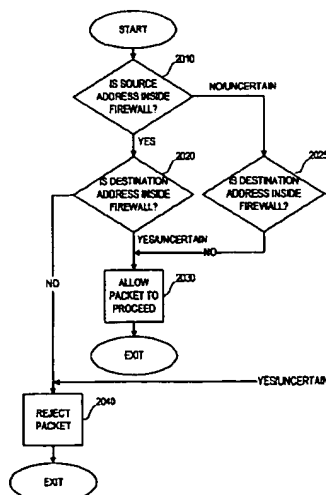 START
2010
IS SOURCE
ADDRESS INSIDE
FIREWALL?
NO/UNCERTAIN
YES
2020
2025
IS DESTINATION
ADDRESS INSIDE
FIREWALL?
IS DESTINATION
ADDRESS INSIDE
FIREWALL?
YES/UNCERTAIN
NO
NO
2030
ALLOW
PACKET TO
PROCEED
EXIT
YES/UNCERTAIN
2040
REJECT
PACKET
EXIT